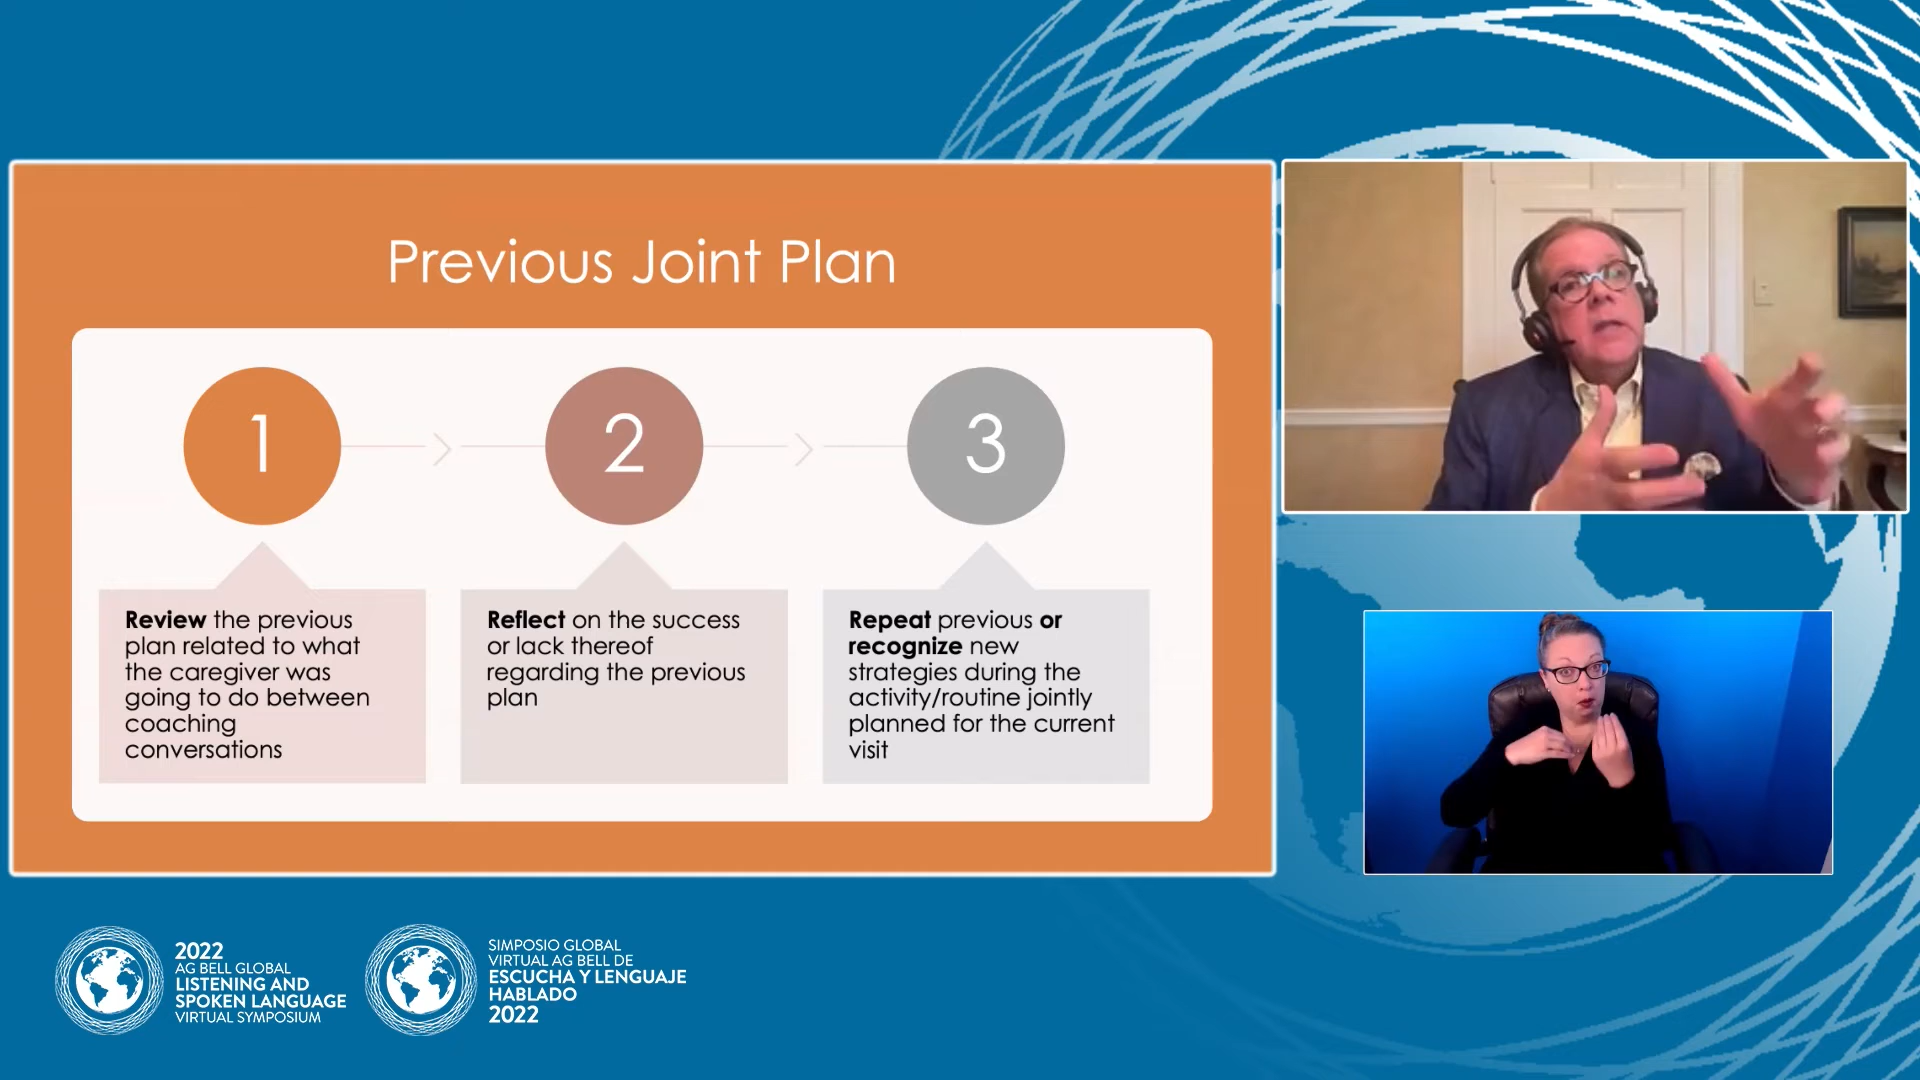 Previous Joint Plan
1
2
3
Review the previous
plan related to what
the caregiver was
going to do between
coaching
conversations
Reflect on the success
or lack thereof
regarding the previous
plan
Repeat previous or
recognize new
strategies during the
activity/routine jointly
planned for the current
visit
2022
AG BELL GLOBAL
LISTENING AND
SPOKEN LANGUAGE
VIRTUAL SYMPOSIUM
SIMPOSIO GLOBAL
VIRTUAL AG BELL DE
ESCUCHA Y LENGUAJE
HABLADO
2022